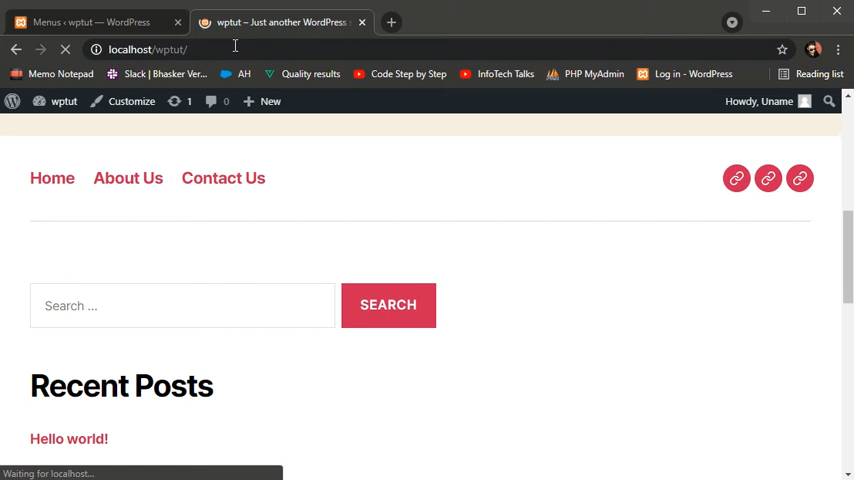 Menus ‹ wptut — WordPress
wptut – Just another WordPress s
localhost/wptut/
Memo Notepad
Slack | Bhasker Ver...
AH
Quality results
Code Step by Step
InfoTech Talks
PHP MyAdmin
Log in - WordPress
Reading list
wptut
Customize
1
0
New
Howdy, Uname
Home
About Us
Contact Us
Search ...
SEARCH
Recent Posts
Hello world!
Waiting for localhost...